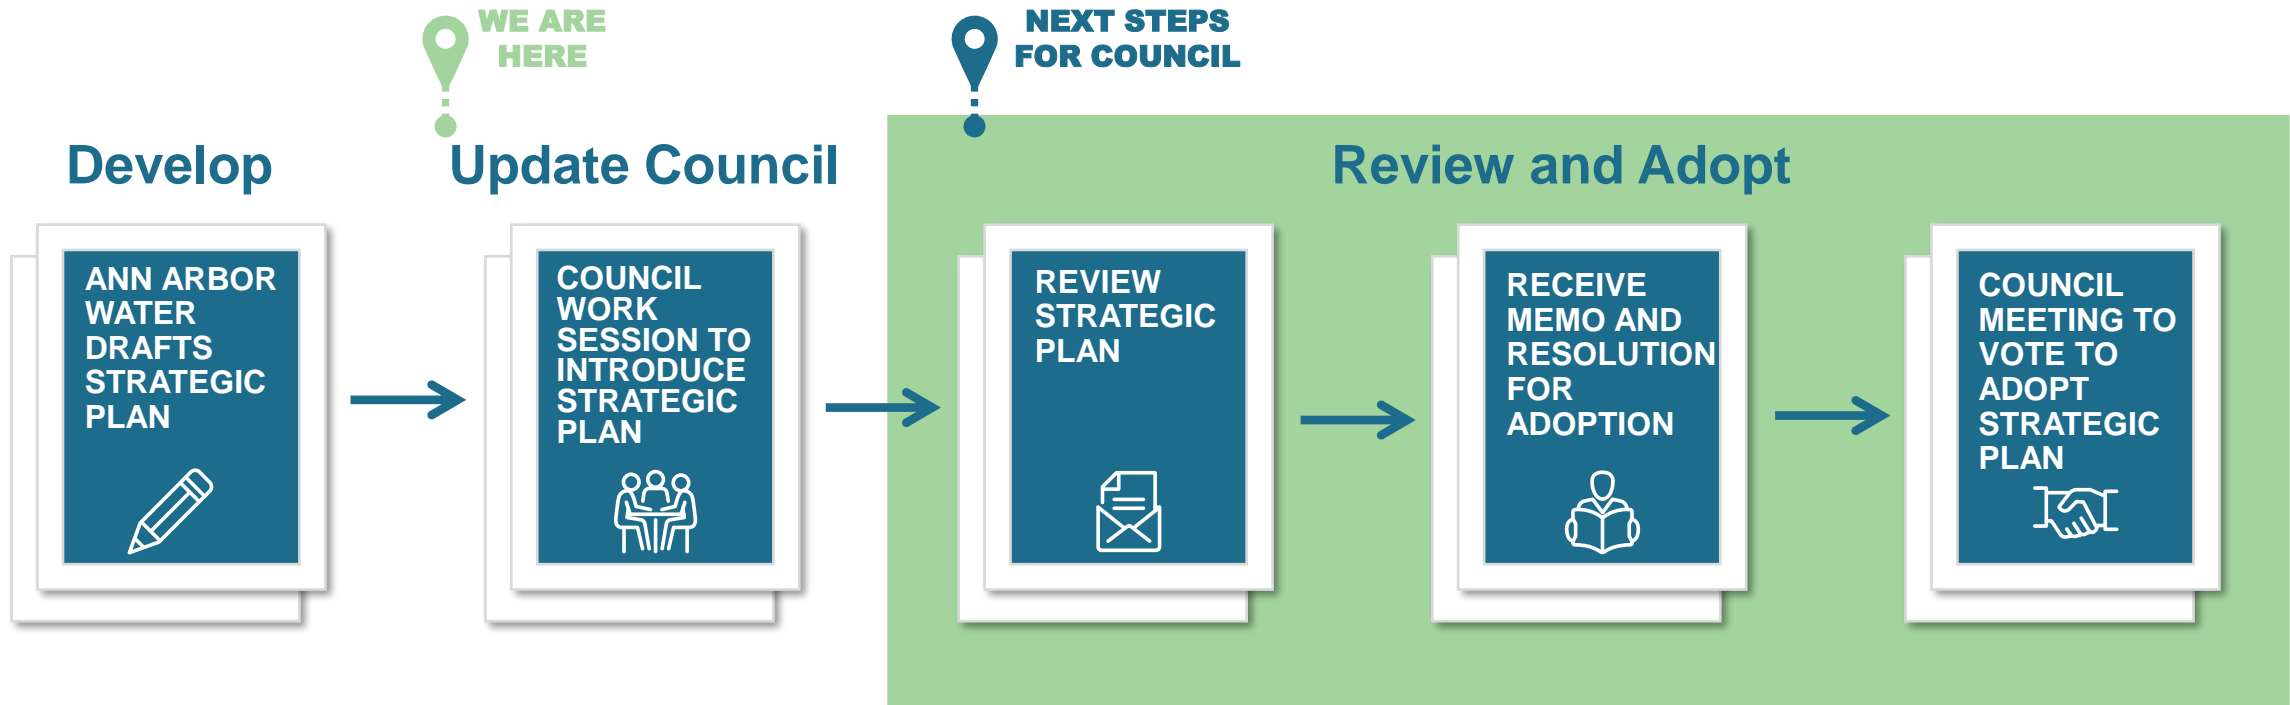 WE ARE
HERE
NEXT STEPS
FOR COUNCIL
Develop
Update Council
Review and Adopt
ANN ARBOR
WATER
DRAFTS
STRATEGIC
PLAN
COUNCIL
WORK
SESSION TO
INTRODUCE
STRATEGIC
PLAN
REVIEW
STRATEGIC
PLAN
RECEIVE
MEMO AND
RESOLUTION
FOR
ADOPTION
COUNCIL
MEETING TO
VOTE TO
ADOPT
STRATEGIC
PLAN